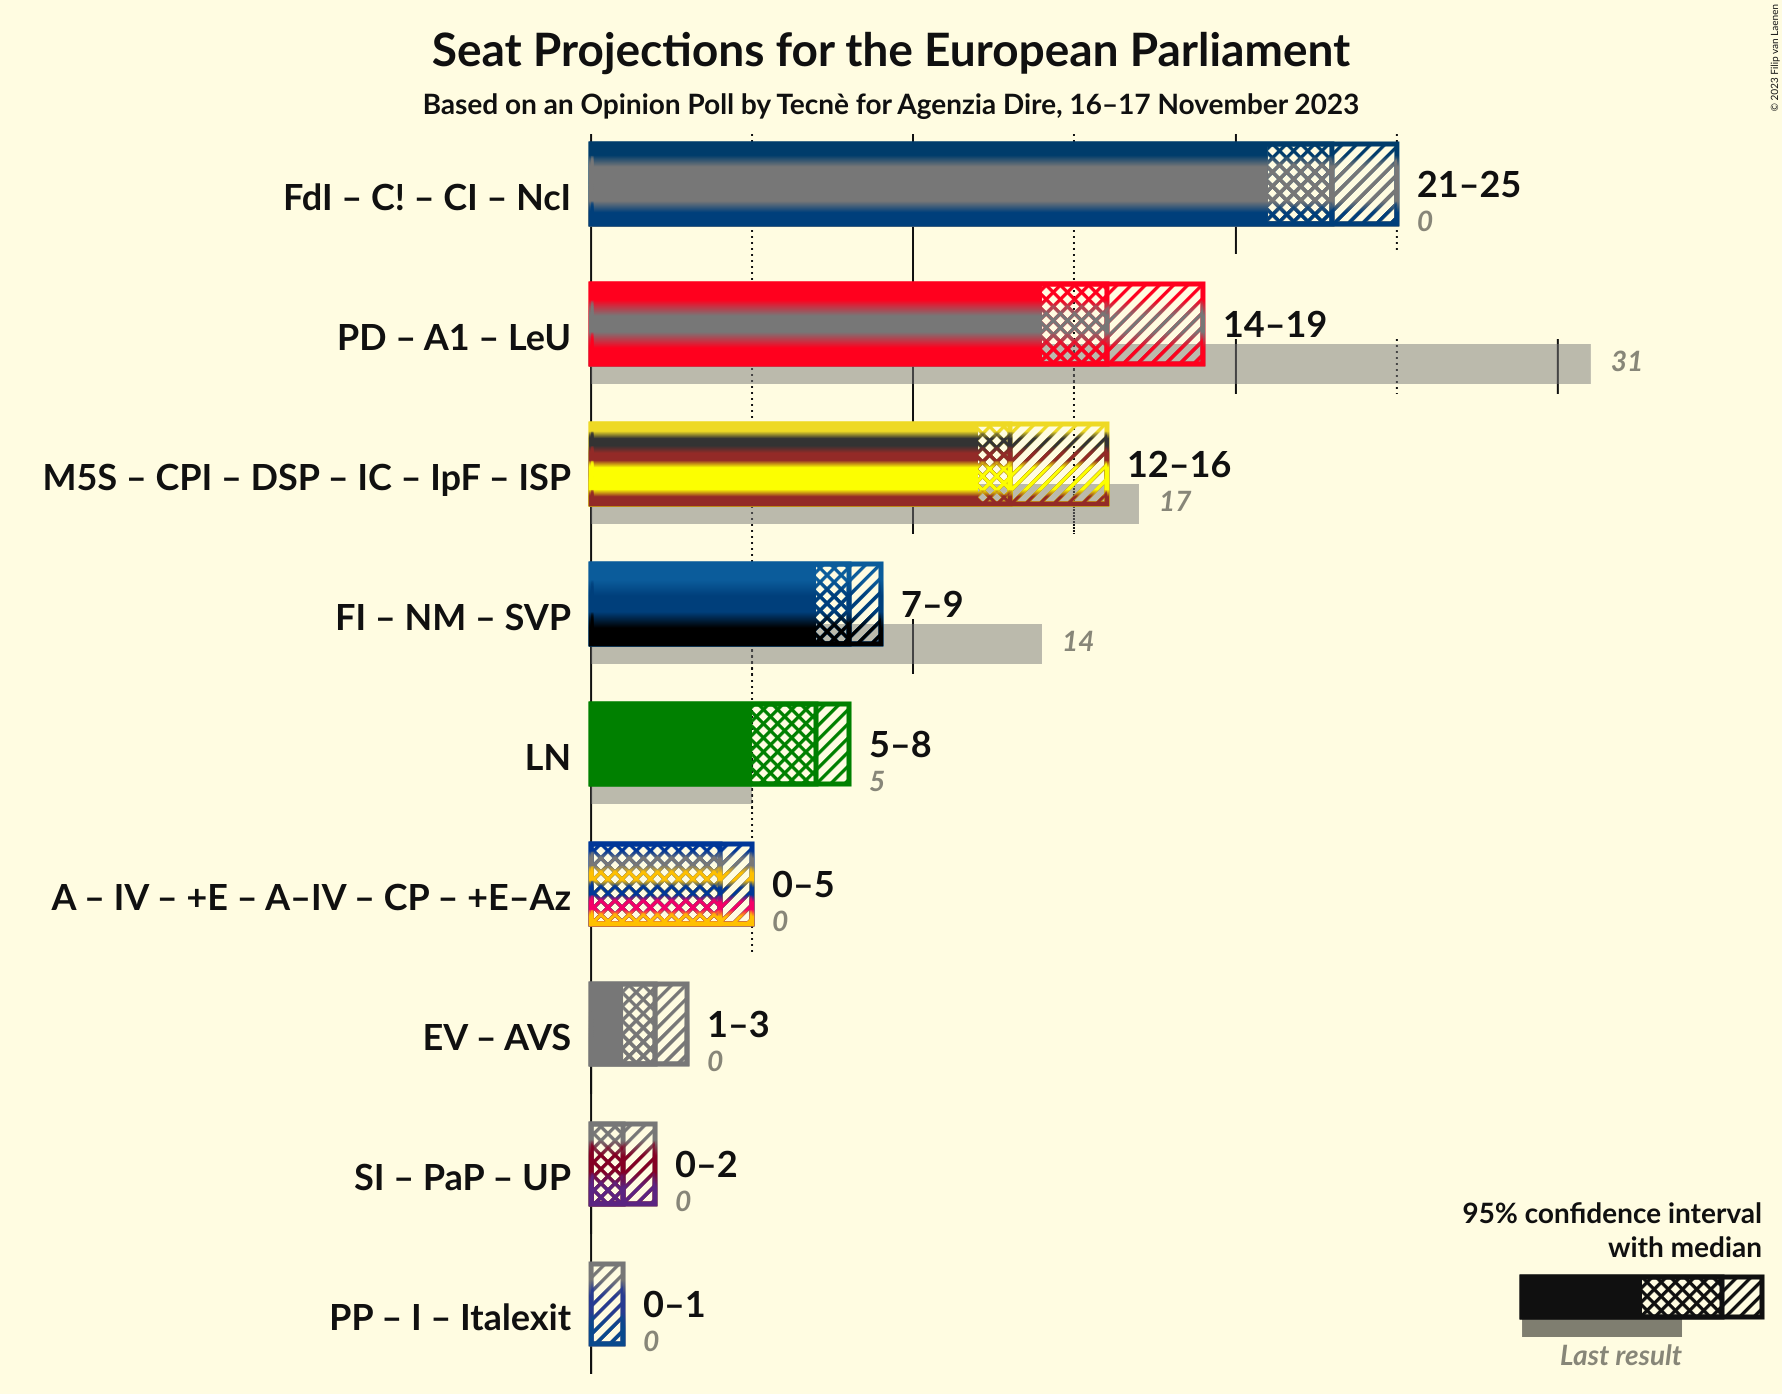 Seat Projections for the European Parliament
Based on an Opinion Poll by Tecnè for Agenzia Dire, 16–17 November 2023
© 2023 Filip van Laenen
FdI – C! – CI – NcI
21–25
0
PD – A1 – LeU
14–19
31
M5S – CPI – DSP – IC – IpF – ISP
12–16
17
FI – NM – SVP
7–9
14
LN
5–8
5
A – IV – +E – A–IV – CP – +E–Az
0–5
0
EV – AVS
1–3
0
SI – PaP – UP
0–2
0
PP – I – Italexit
0–1
0
95% confidence interval
with median
Last result